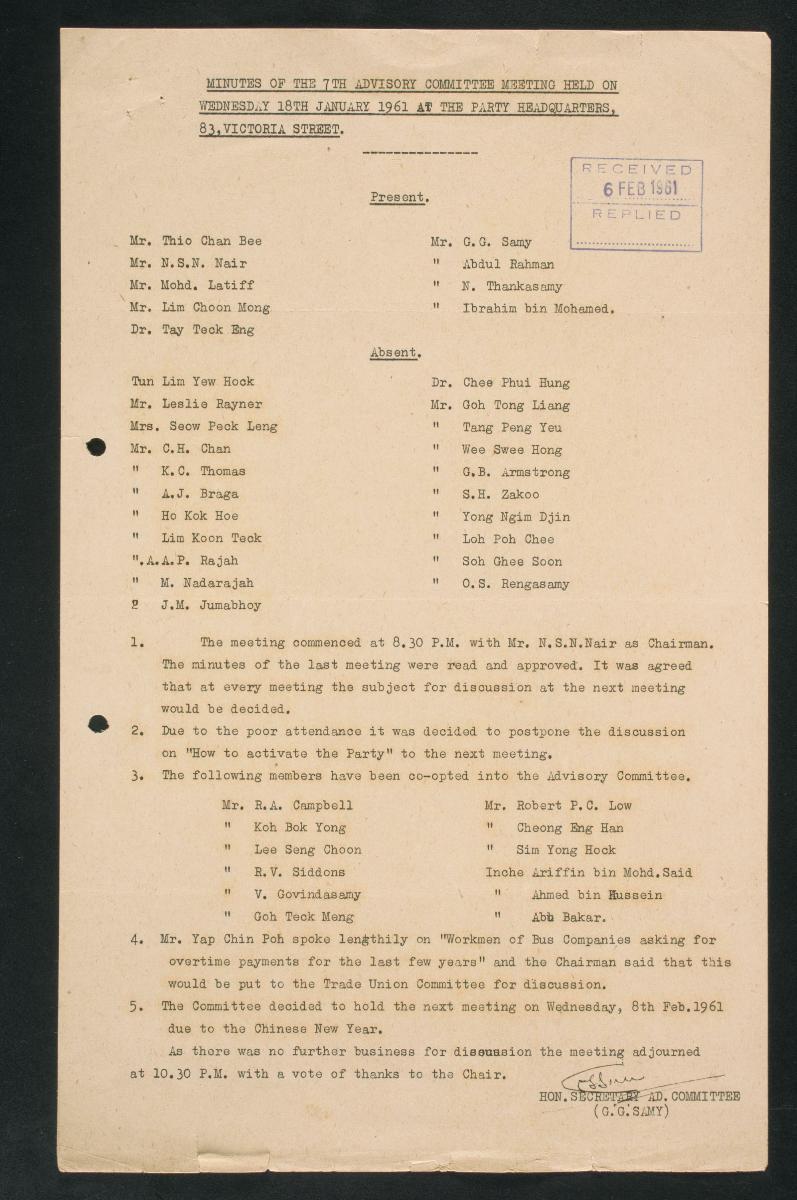 MINUTES OF THE 7TH ADVISORY COMMITTEE MEETING HELD ON
WEDNESDAY 18TH JANUARY 1961 AT THE PARTY HEADQUARTERS,
83,VICTORIA STREET.
---------------
RECEIVED
6 FEB 1961
REPLIED
Present.
Mr. Thio Chan Bee Mr. G.G. Samy
Mr. N.S.N. Nair " Abdul Rahman
Mr. Mohd. Latiff " N. Thankasamy
Mr. Lim Choon Mong " Ibrahim bin Mohamed.
Dr. Tay Teck Eng
Absent.
Tun Lim Yew Hock Dr. Chee Phui Hung
Mr. Leslie Rayner Mr. Goh Tong Liang
Mrs. Seow Peck Leng " Tang Peng Yeu
Mr. C.H. Chan " Wee Swee Hong
" K.C. Thomas " G.B. Armstrong
" A.J. Braga " S.H. Zakoo
" Ho Kok Hoe " Yong Ngim Djin
" Lim Koon Teck " Loh Poh Chee
".A.A.P. Rajah " Soh Ghee Soon
" M. Nadarajah " O.S. Rengasamy
2 J.M. Jumabhoy
1. The meeting commenced at 8.30 P.M. with Mr. N.S.N.Nair as Chairman.
The minutes of the last meeting were read and approved. It was agreed
that at every meeting the subject for discussion at the next meeting
would be decided.
2. Due to the poor attendance it was decided to postpone the discussion
on "How to activate the Party" to the next meeting.
3. The following members have been co-opted into the Advisory Committee.
Mr. R.A. Campbell Mr. Robert P.C. Low
" Koh Bok Yong " Cheong Eng Han
" Lee Seng Choon " Sim Yong Hock
" R.V. Siddons Inche Ariffin bin Mohd.Said
" V. Govindasamy " Ahmed bin Hussein
" Goh Teck Meng " Abu Bakar.
4. Mr. Yap Chin Poh spoke lengthily on "Workmen of Bus Companies asking for
overtime payments for the last few years" and the Chairman said that this
would be put to the Trade Union Committee for discussion.
5. The Committee decided to hold the next meeting on Wednesday, 8th Feb.1961
due to the Chinese New Year.
As there was no further business for discussion the meeting adjourned
at 10.30 P.M. with a vote of thanks to the Chair.
HON.SECRETARY AD.COMMITTEE
(G.G.SAMY)